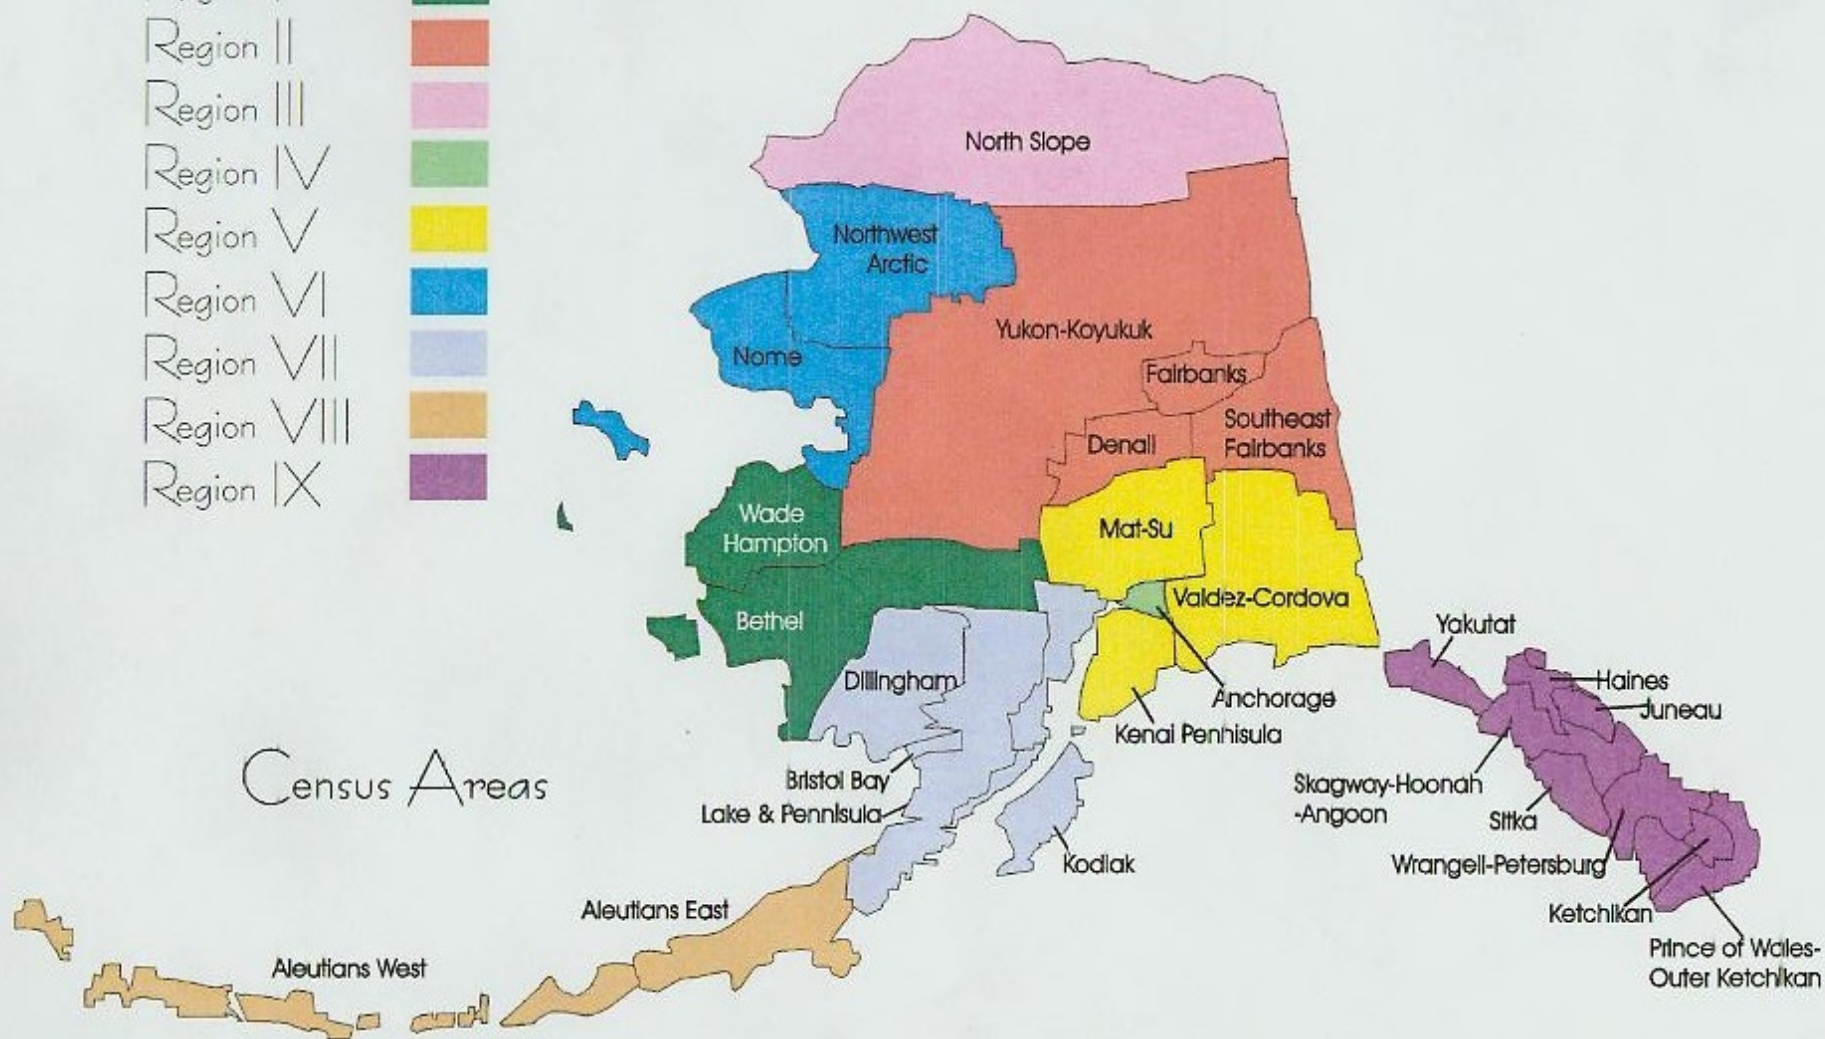 Region II
Region III
Region IV
Region V
Region VI
Region VII
Region VIII
Region IX
Census Areas
North Slope
Northwest
Arctic
Nome
Yukon-Koyukuk
Fairbanks
Southeast
Fairbanks
Denali
Wade
Hampton
Mat-Su
Bethel
Valdez-Cordova
Dillingham
Anchorage
Kenai Pennisula
Bristol Bay
Lake & Pennisula
Kodiak
Aleutians East
Aleutians West
Yakutat
Haines
Juneau
Skagway-Hoonah
-Angoon
Sitka
Wrangell-Petersburg
Ketchikan
Prince of Wales-
Outer Ketchikan